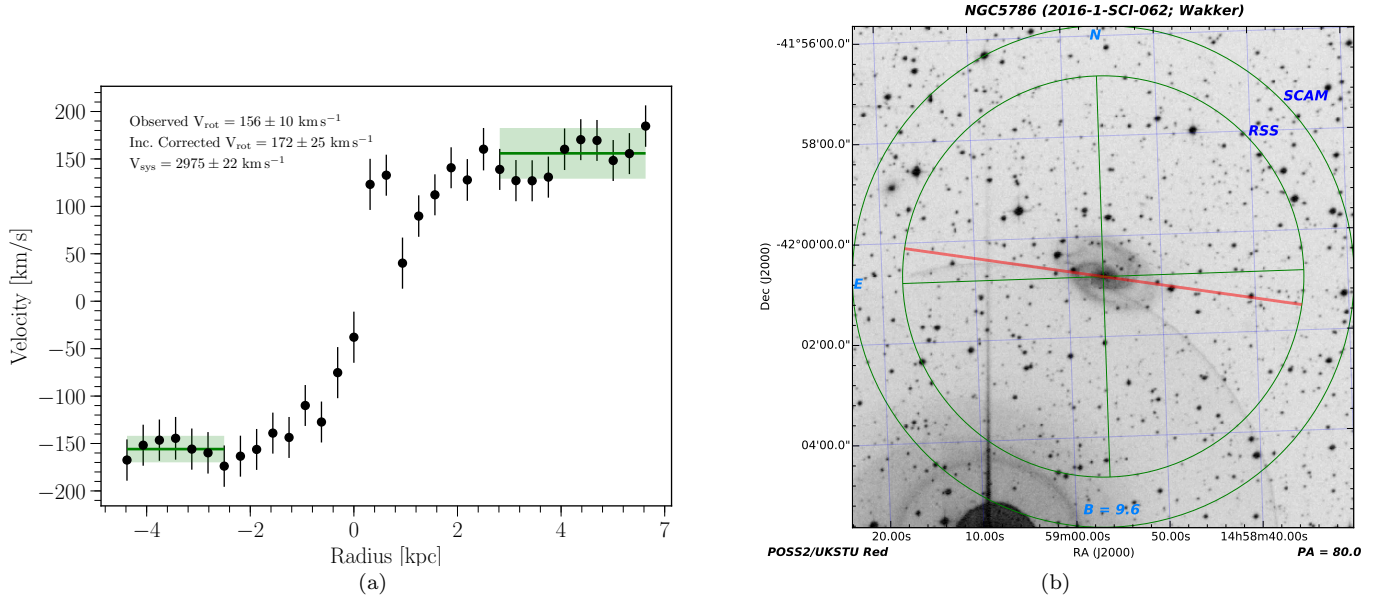 NGC5786 (2016-1-SCI-062; Wakker)
Observed Vrot = 156 ± 10 km s−1
Inc. Corrected Vrot = 172 ± 25 km s−1
Vsys = 2975 ± 22 km s−1
Velocity [km/s]
200
150
100
50
0
−50
−100
−150
−200
−4
−2
0
2
4
7
Radius [kpc]
(a)
N
SCAM
RSS
E
B = 9.6
Dec (J2000)
-41°56'00.0"
58'00.0"
-42°00'00.0"
02'00.0"
04'00.0"
20.00s
10.00s
59m00.00s
50.00s
14h58m40.00s
POSS2/UKSTU Red
RA (J2000)
PA = 80.0
(b)